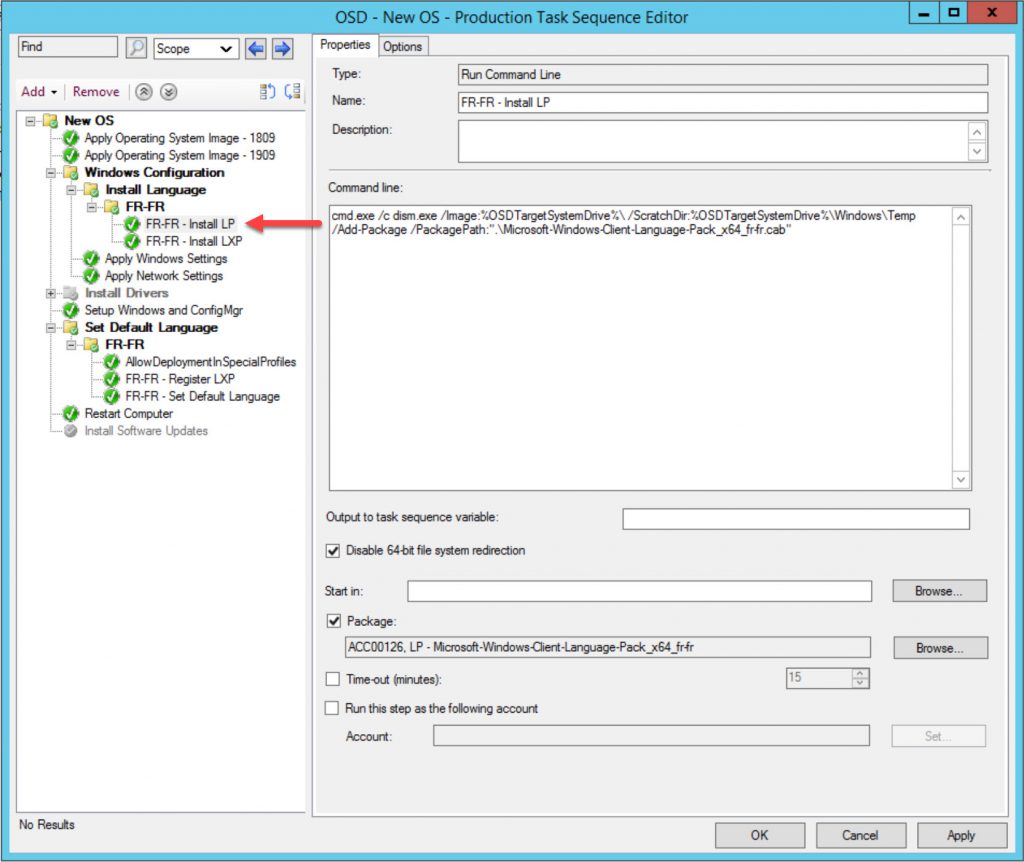 OSD - New OS - Production Task Sequence Editor
Find
Scope
Add
Remove
New OS
Apply Operating System Image - 1809
Apply Operating System Image - 1909
Windows Configuration
Install Language
FR-FR
FR-FR - Install LP
FR-FR - Install LXP
Apply Windows Settings
Apply Network Settings
Install Drivers
Setup Windows and ConfigMgr
Set Default Language
FR-FR
AllowDeploymentInSpecialProfiles
FR-FR - Register LXP
FR-FR - Set Default Language
Restart Computer
Install Software Updates
No Results
Properties
Options
Type:
Run Command Line
Name:
FR-FR - Install LP
Description:
Command line:
cmd.exe /c dism.exe /Image:%OSDTargetSystemDrive%\ /ScratchDir:%OSDTargetSystemDrive%\Windows\Temp
/Add-Package /PackagePath:".\Microsoft-Windows-Client-Language-Pack_x64_fr-fr.cab"
Output to task sequence variable:
Disable 64-bit file system redirection
Start in:
Browse...
Package:
ACC00126, LP - Microsoft-Windows-Client-Language-Pack_x64_fr-fr
Browse...
Time-out (minutes):
15
Run this step as the following account
Account:
Set...
OK
Cancel
Apply